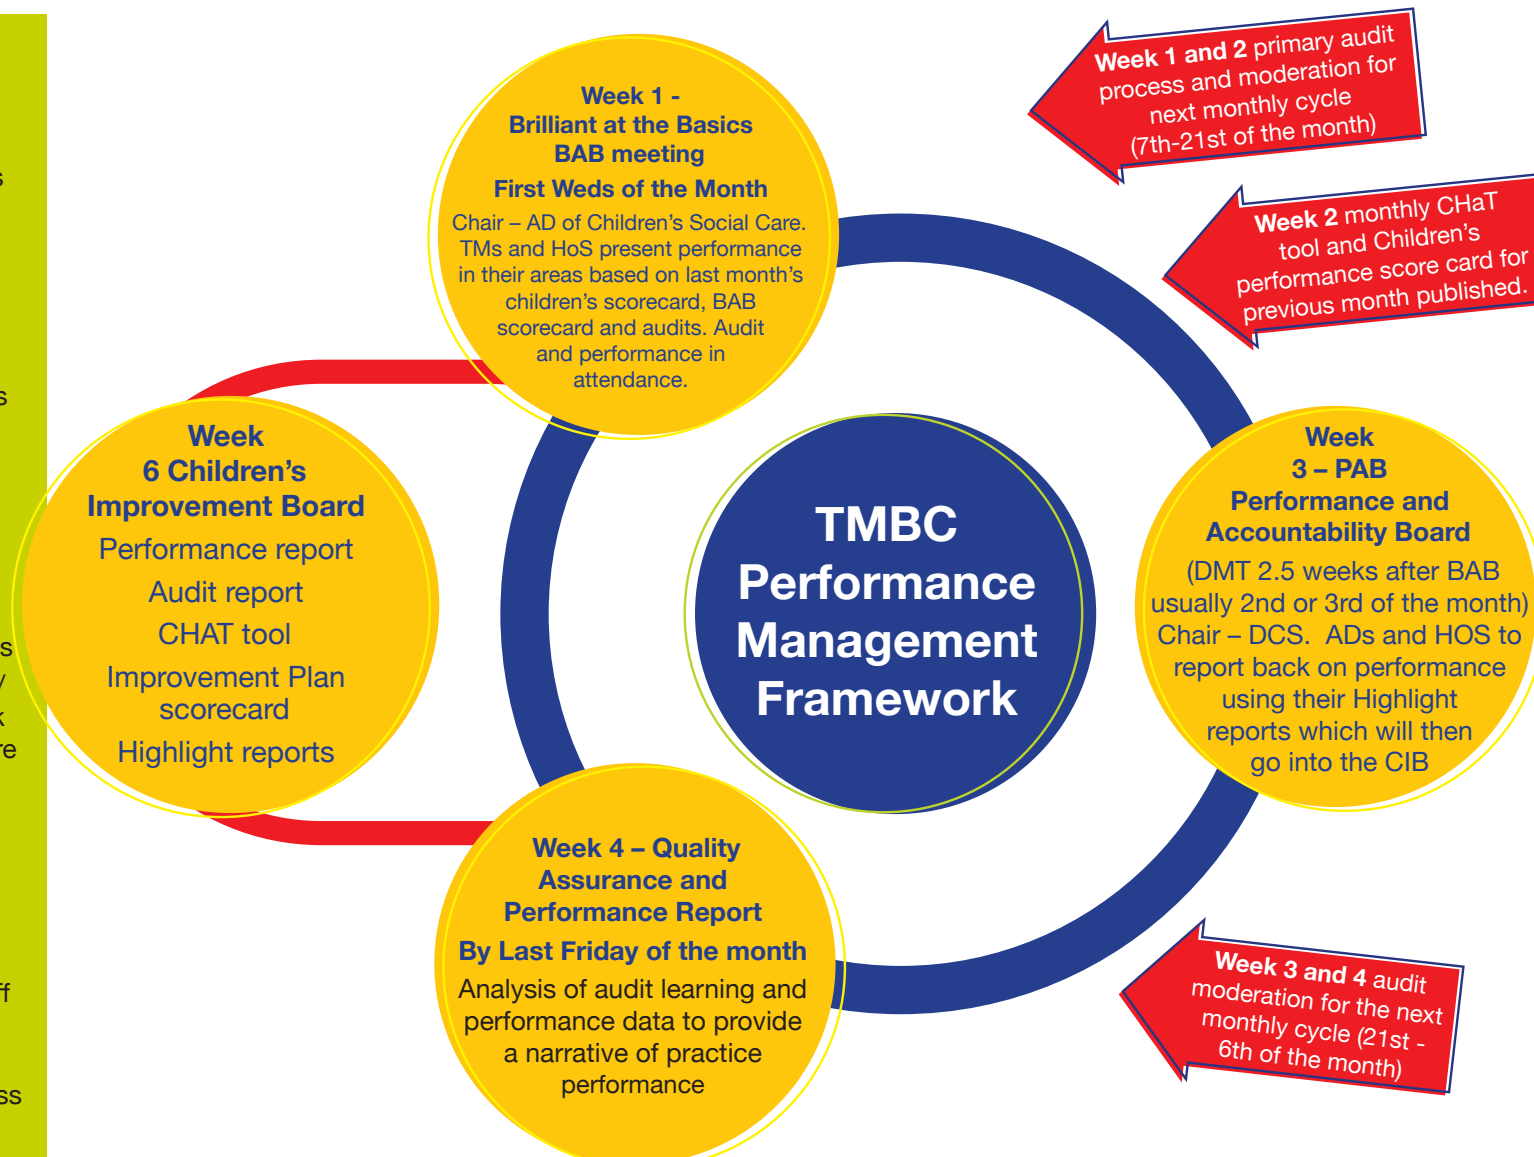 Week 1 -
Brilliant at the Basics
BAB meeting
First Weds of the Month
Chair – AD of Children’s Social Care.
TMs and HoS present performance
in their areas based on last month’s
children’s scorecard, BAB
scorecard and audits. Audit
and performance in
attendance.
Week 1 and 2 primary audit
process and moderation for
next monthly cycle
(7th-21st of the month)
Week 2 monthly CHaT
tool and Children’s
performance score card for
previous month published.
Week
3 – PAB
Performance and
Accountability Board
(DMT 2.5 weeks after BAB
usually 2nd or 3rd of the month)
Chair – DCS. ADs and HOS to
report back on performance
using their Highlight
reports which will then
go into the CIB
TMBC
Performance
Management
Framework
Week
6 Children’s
Improvement Board
Performance report
Audit report
CHAT tool
Improvement Plan
scorecard
Highlight reports
Week 4 – Quality
Assurance and
Performance Report
By Last Friday of the month
Analysis of audit learning and
performance data to provide
a narrative of practice
performance
Week 3 and 4 audit
moderation for the next
monthly cycle (21st -
6th of the month)